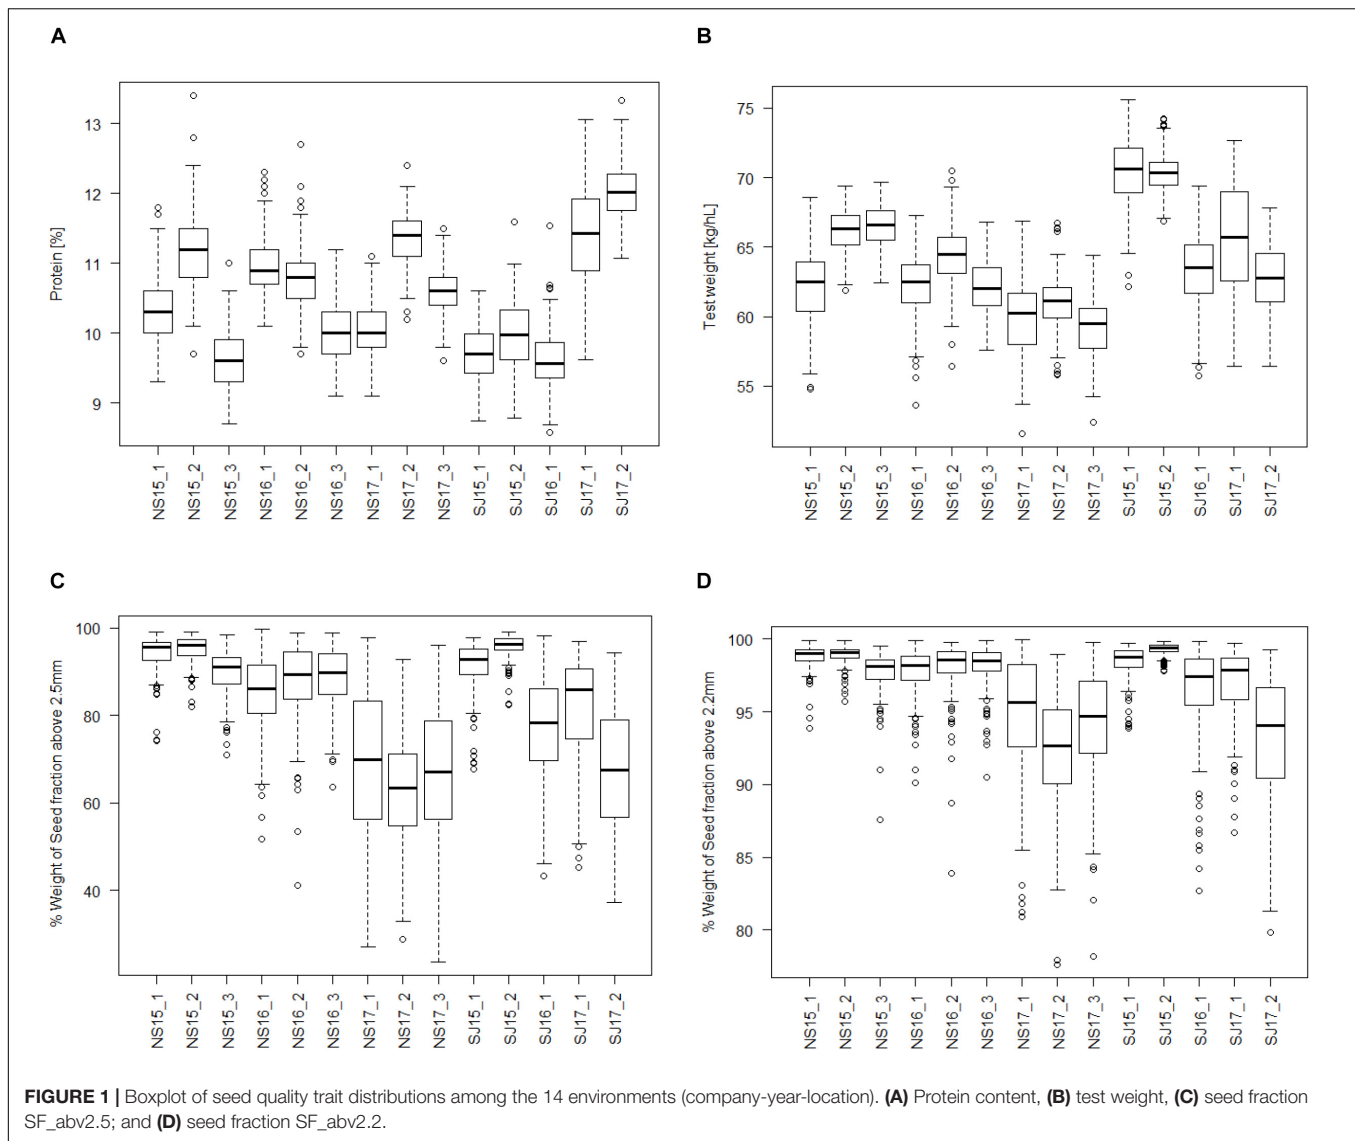 A
Protein [%]
13
12
11
10
9
NS15_1
NS15_2
NS15_3
NS16_1
NS16_2
NS16_3
NS17_1
NS17_2
NS17_3
SJ15_1
SJ15_2
SJ16_1
SJ17_1
SJ17_2
B
Test weight [kg/hL]
75
70
65
60
55
NS15_1
NS15_2
NS15_3
NS16_1
NS16_2
NS16_3
NS17_1
NS17_2
NS17_3
SJ15_1
SJ15_2
SJ16_1
SJ17_1
SJ17_2
C
% Weight of Seed fraction above 2.5mm
100
80
60
40
NS15_1
NS15_2
NS15_3
NS16_1
NS16_2
NS16_3
NS17_1
NS17_2
NS17_3
SJ15_1
SJ15_2
SJ16_1
SJ17_1
SJ17_2
D
% Weight of Seed fraction above 2.2mm
100
95
90
85
80
NS15_1
NS15_2
NS15_3
NS16_1
NS16_2
NS16_3
NS17_1
NS17_2
NS17_3
SJ15_1
SJ15_2
SJ16_1
SJ17_1
SJ17_2
FIGURE 1 | Boxplot of seed quality trait distributions among the 14 environments (company-year-location). (A) Protein content, (B) test weight, (C) seed fraction
SF_abv2.5; and (D) seed fraction SF_abv2.2.